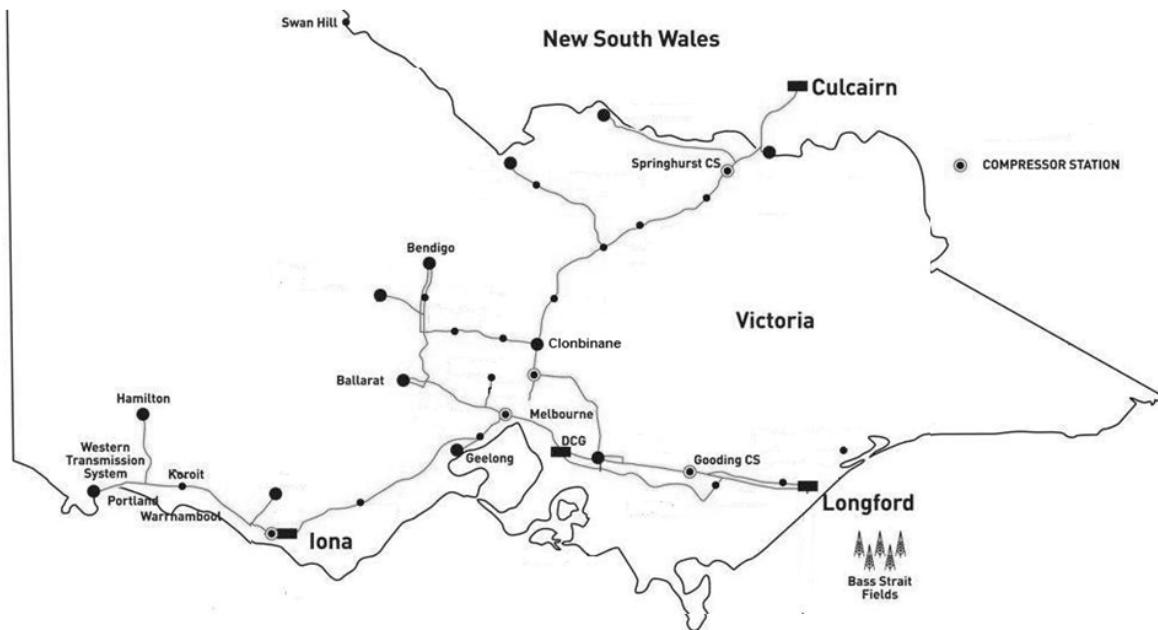 Swan Hill
New South Wales
Culcairn
Springhurst CS
COMPRESSOR STATION
Bendigo
Victoria
Clonbinane
Ballarat
Hamilton
Melbourne
DCG
Western
Transmission
System
Koroit
Geelong
Gooding CS
Portland
Warrnambool
Longford
Iona
Bass Strait
Fields